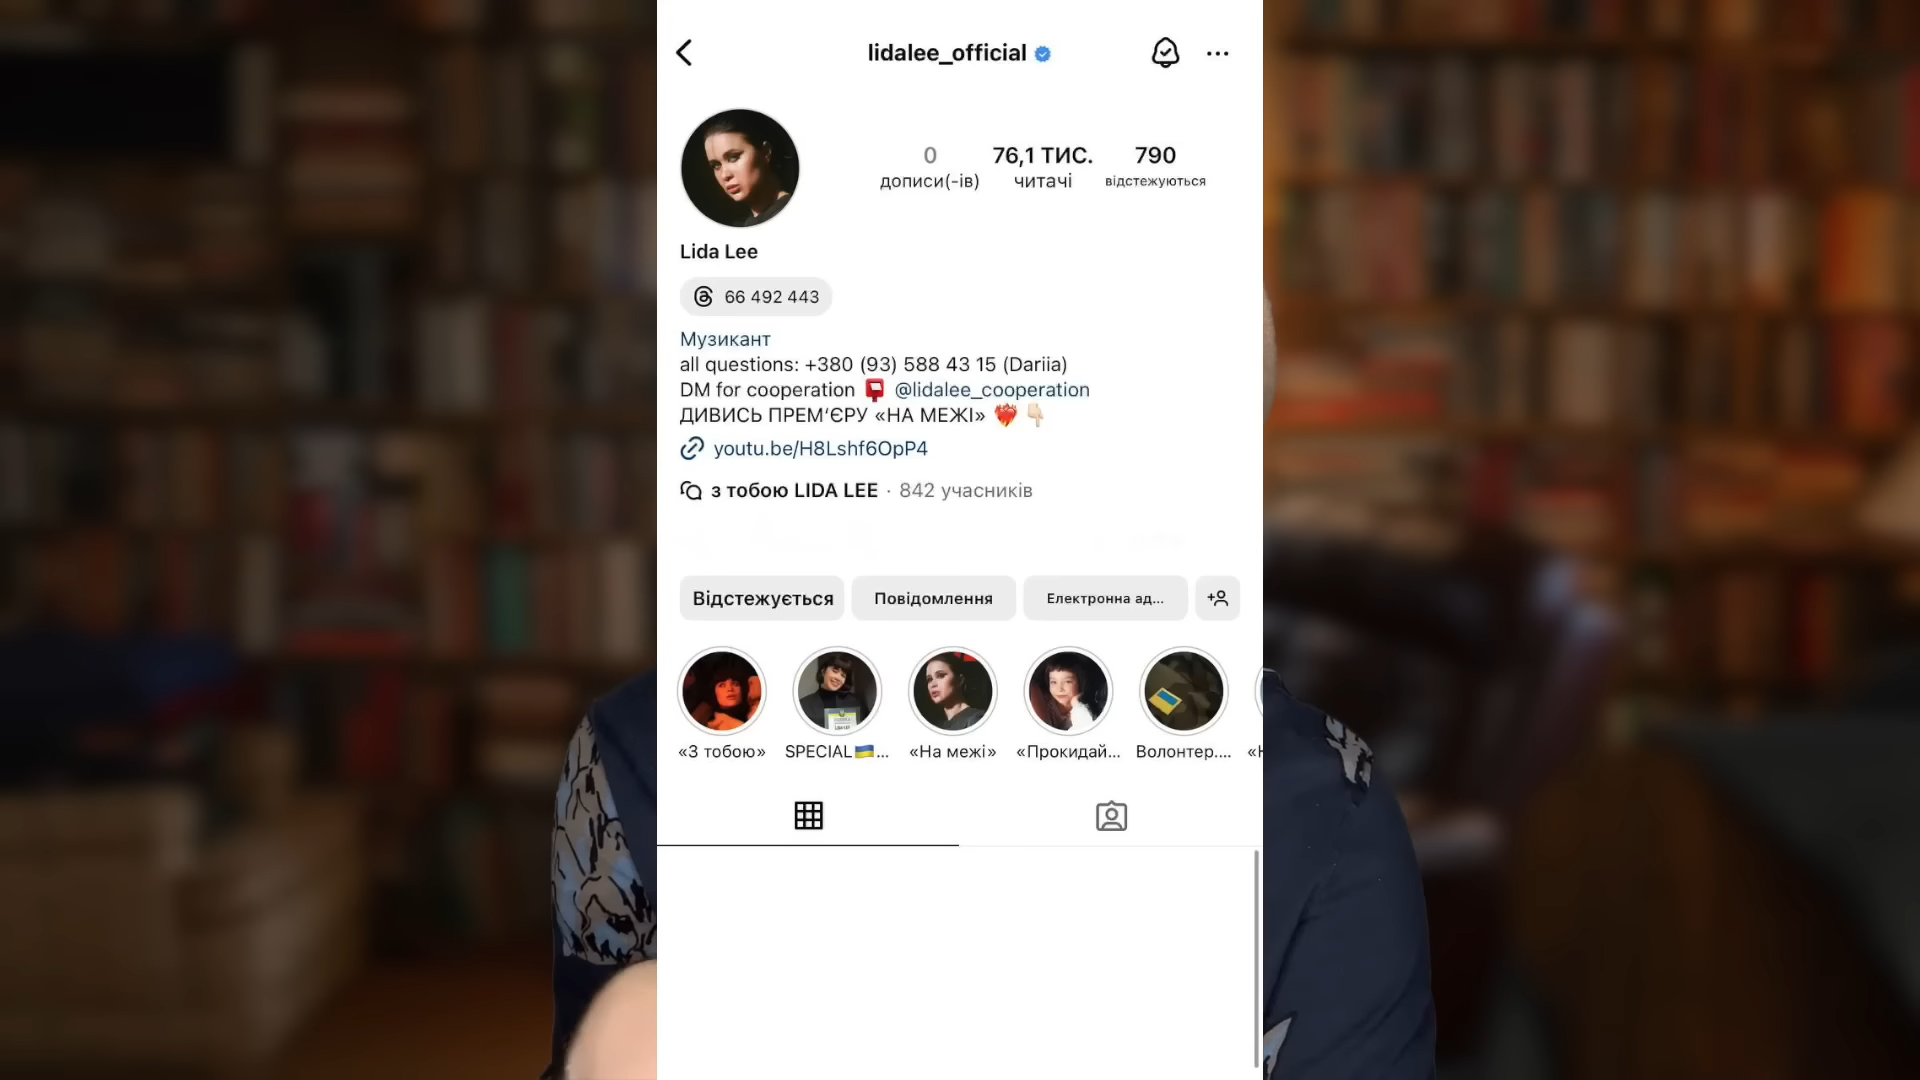 lidalee_official
0
76,1 ТИС.
790
дописи(-ів)
читачі
відстежуються
Lida Lee
66 492 443
Музикант
all questions: +380 (93) 588 43 15 (Dariia)
DM for cooperation 📮 @lidalee_cooperation
ДИВИСЬ ПРЕМ‘ЄРУ «НА МЕЖІ» ❤️‍🔥 👇🏻
youtu.be/H8Lshf6OpP4
з тобою LIDA LEE · 842 учасників
Відстежується
Повідомлення
Електронна ад...
«З тобою»
SPECIAL🇺🇦...
«На межі»
«Прокидай...
Волонтер....